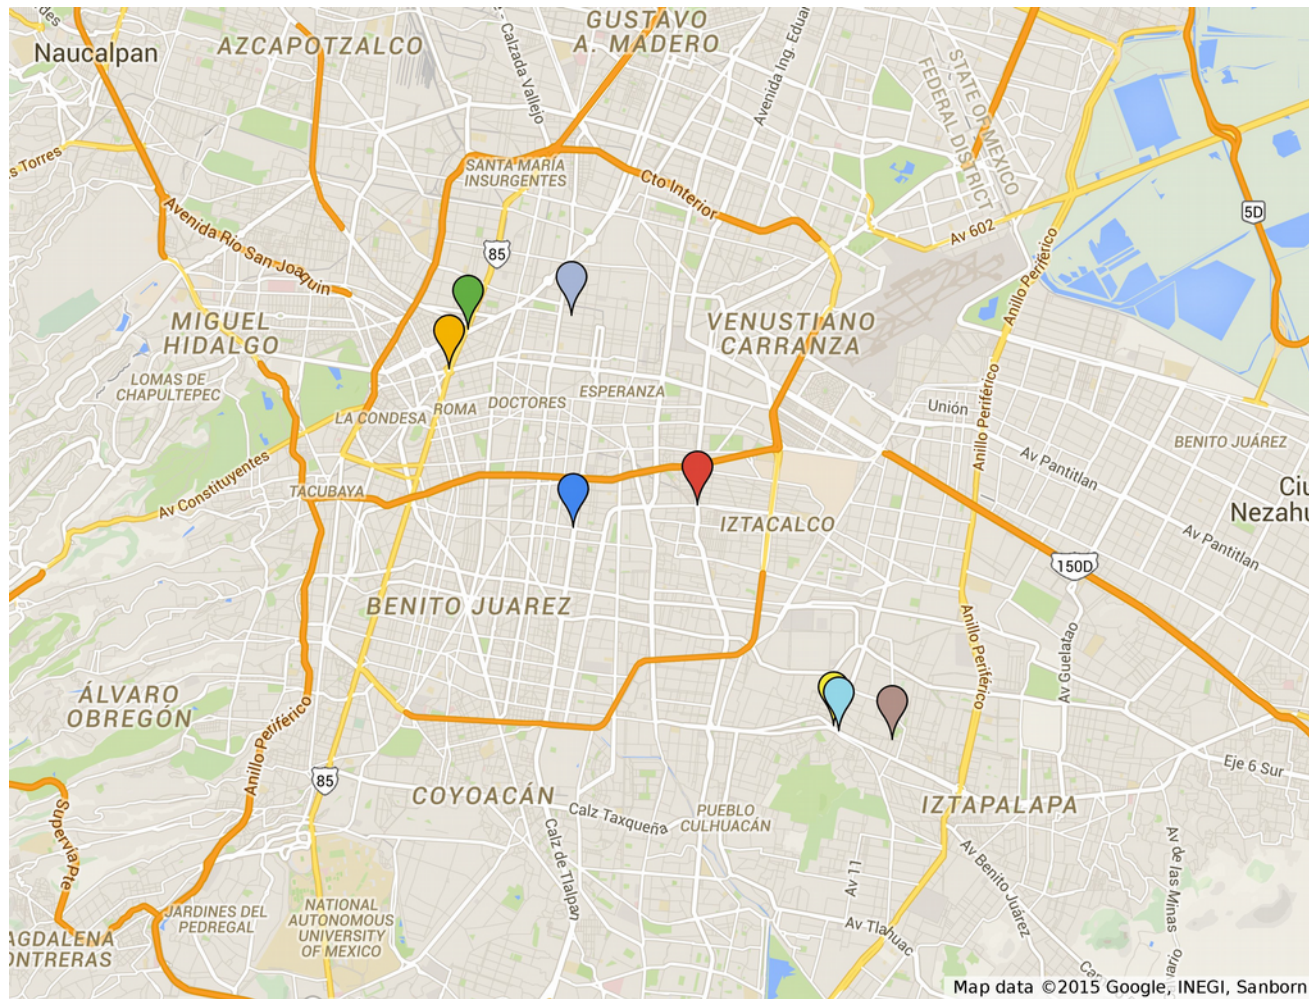 GUSTAVO
A. MADERO
AZCAPOTZALCO
Naucalpan
Calzada Vallejo
Avenida Ing. Eduar
STATE OF MEXICO
FEDERAL DISTRICT
s Torres
SANTA MARIA
INSURGENTES
Cto Interior
Avenida Rio San Joaquin
5D
Av 602
85
Anillo Periférico
MIGUEL
HIDALGO
VENUSTIANO
CARRANZA
LOMAS DE
CHAPULTEPEC
ESPERANZA
DOCTORES
ROMA
LA CONDESA
Unión
Anillo Periférico
BENITO JUÁREZ
Av Pantitlan
Av Constituyentes
TACUBAYA
Ciu
Nezahu
IZTACALCO
Av Pantitlan
150D
BENITO JUAREZ
Anillo Periférico
Av Guelatao
ÁLVARO
OBREGÓN
Anillo Periférico
Eje 6 Sur
85
COYOACÁN
IZTAPALAPA
Calz Taxqueña
PUEBLO
CULHUACÁN
Supervía Pte
Calz de Tlalpan
Av 11
Av Benito Juárez
Av de las Minas
JARDINES DEL
PEDREGAL
NATIONAL
AUTONOMOUS
UNIVERSITY
OF MEXICO
Av Tlahuac
AGDALENA
ONTRERAS
Map data ©2015 Google, INEGI, Sanborn